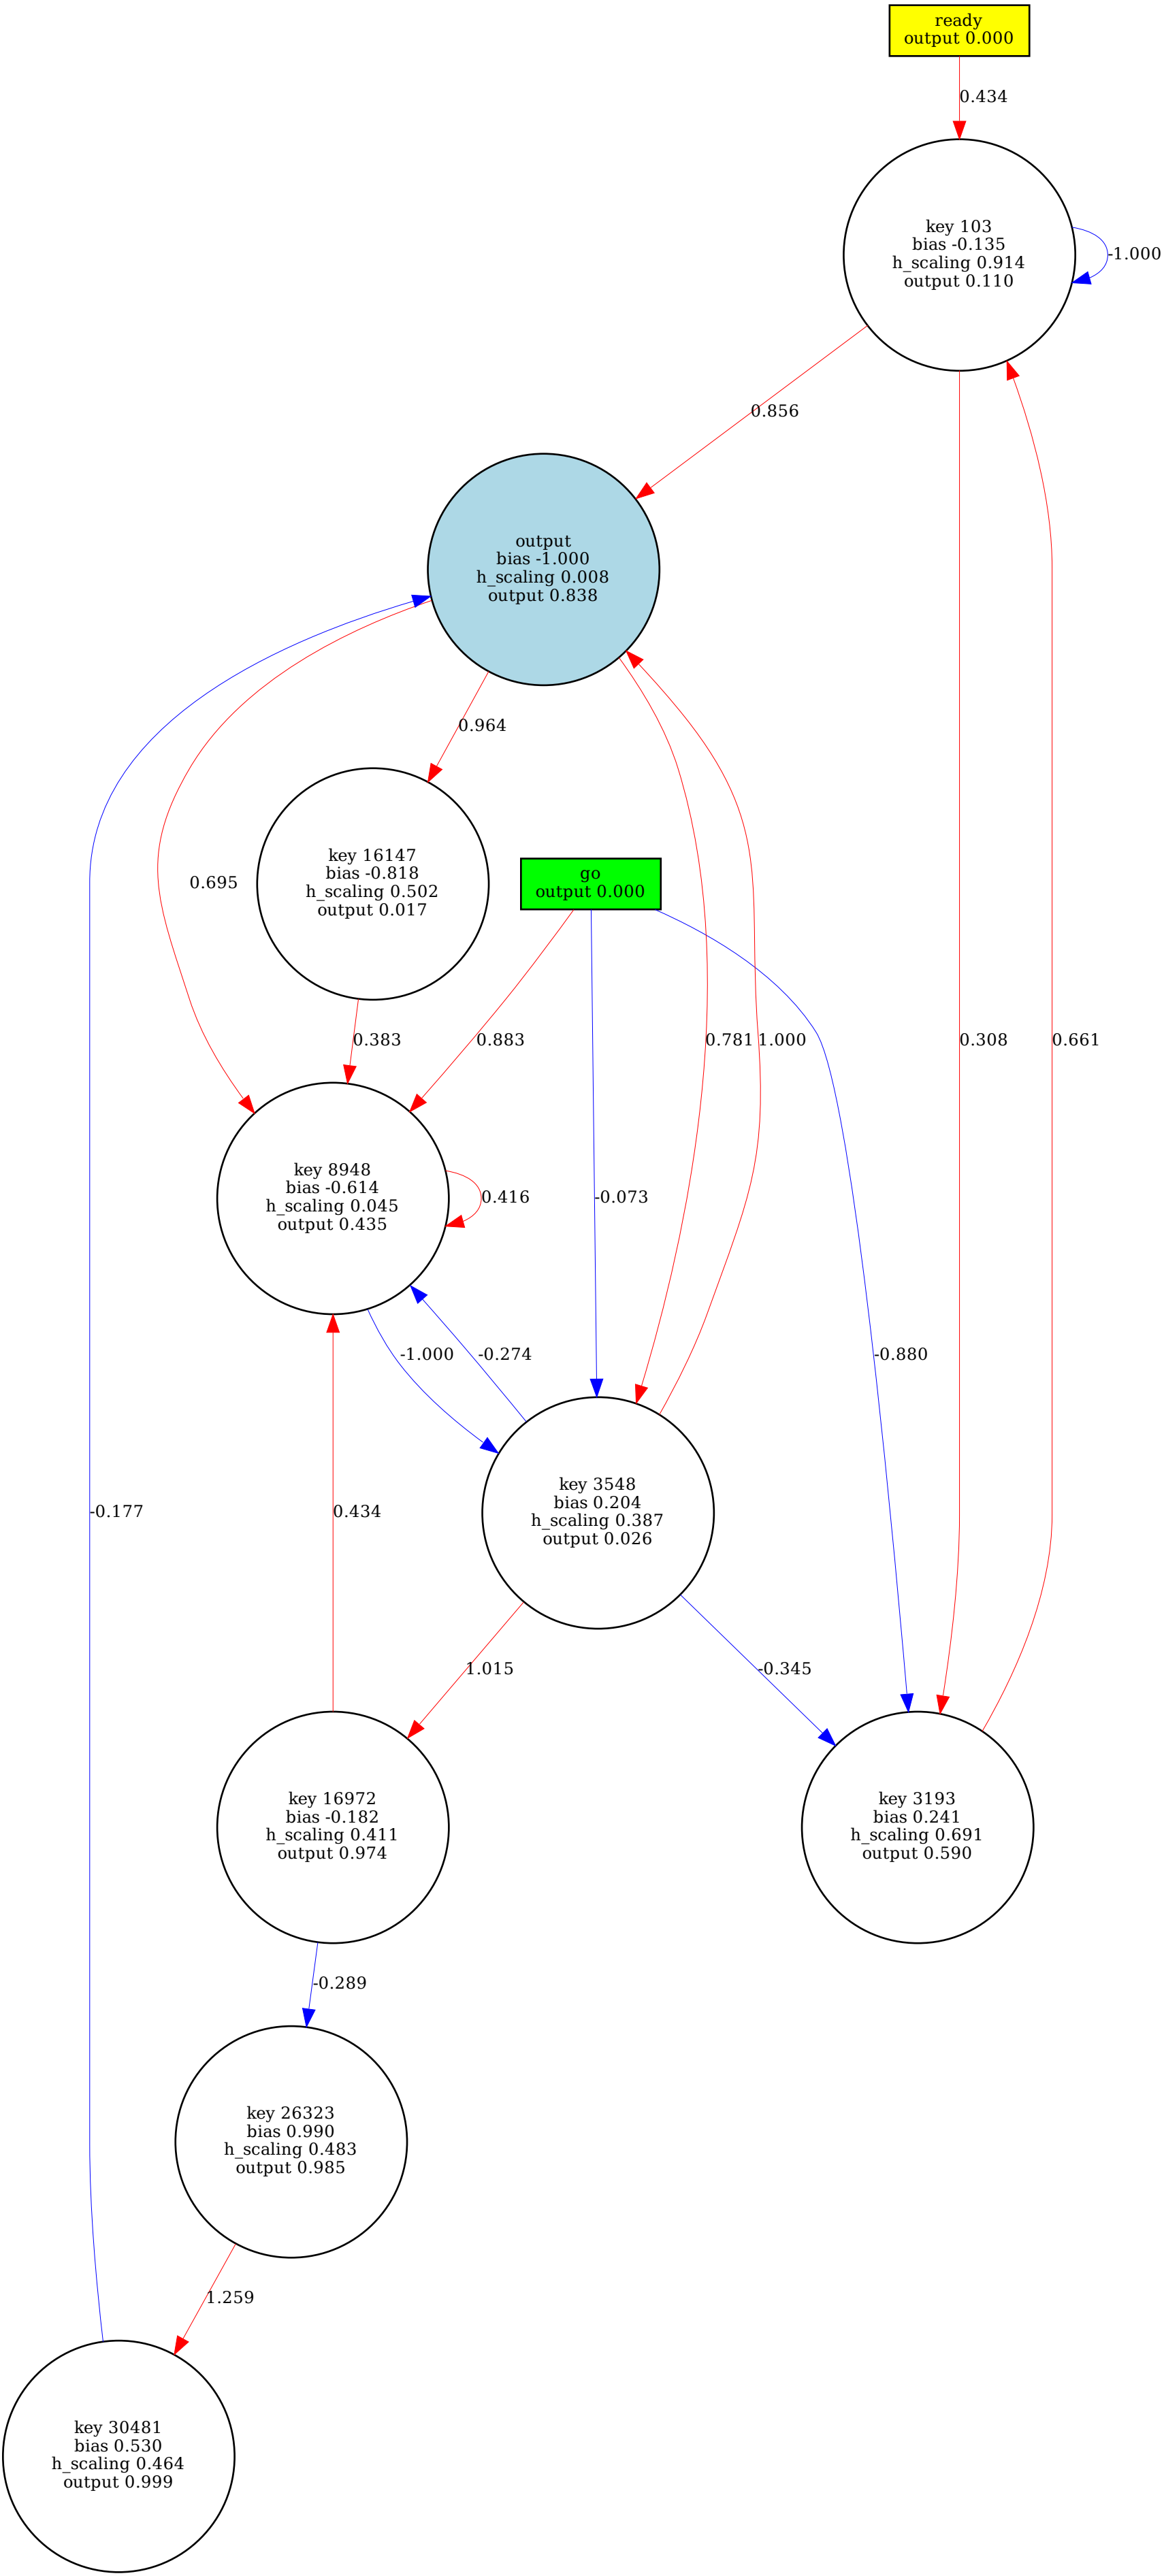 ready
output 0.000
0.434
key 103
bias -0.135
h_scaling 0.914
output 0.110
-1.000
0.856
output
bias -1.000
h_scaling 0.008
output 0.838
0.964
key 16147
bias -0.818
h_scaling 0.502
output 0.017
go
output 0.000
0.695
0.383
0.883
0.781
1.000
0.308
0.661
key 8948
bias -0.614
h_scaling 0.045
output 0.435
0.416
-0.073
-1.000
-0.274
-0.880
key 3548
bias 0.204
h_scaling 0.387
output 0.026
-0.177
0.434
1.015
-0.345
key 16972
bias -0.182
h_scaling 0.411
output 0.974
key 3193
bias 0.241
h_scaling 0.691
output 0.590
-0.289
key 26323
bias 0.990
h_scaling 0.483
output 0.985
1.259
key 30481
bias 0.530
h_scaling 0.464
output 0.999